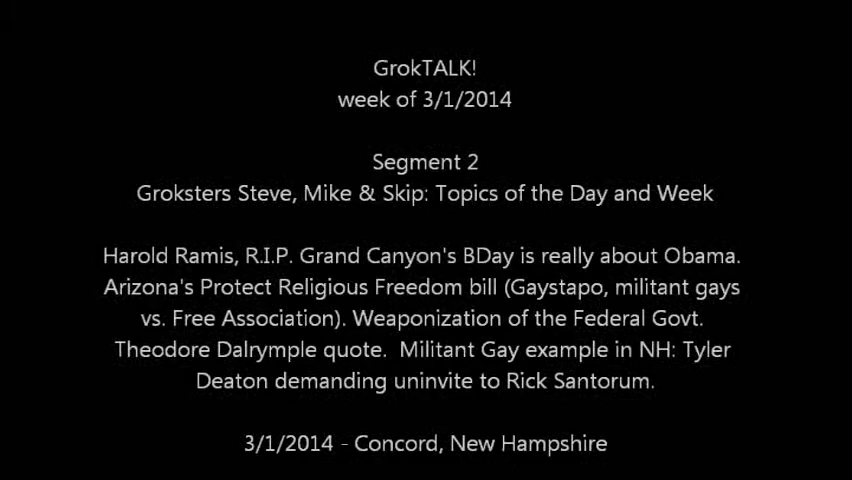 GrokTALK!
week of 3/1/2014
Segment 2
Groksters Steve, Mike & Skip: Topics of the Day and Week
Harold Ramis, R.I.P. Grand Canyon's BDay is really about Obama.
Arizona's Protect Religious Freedom bill (Gaystapo, militant gays
vs. Free Association). Weaponization of the Federal Govt.
Theodore Dalrymple quote.  Militant Gay example in NH: Tyler
Deaton demanding uninvite to Rick Santorum.
3/1/2014 - Concord, New Hampshire